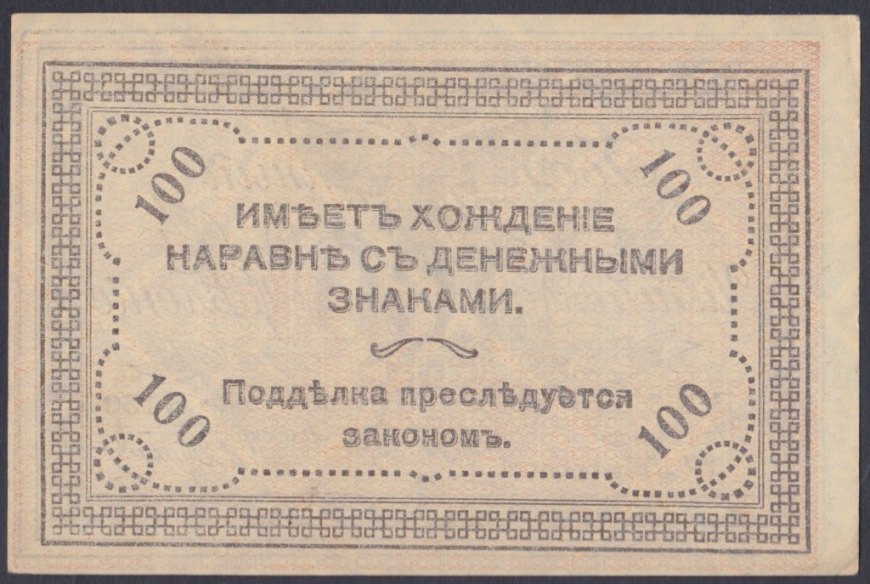 100 100
ИМѢЕТЪ ХОЖДЕНІЕ
НАРАВНѢ СЪ ДЕНЕЖНЫМИ
ЗНАКАМИ.
Поддѣлка преслѣдуется
закономъ.
100 100